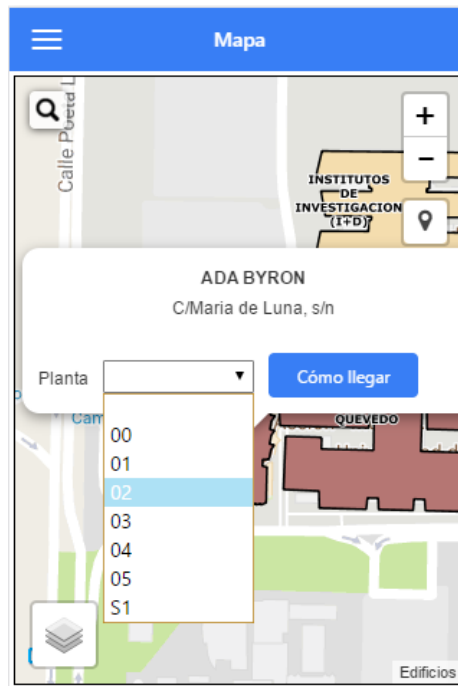 Mapa
Calle Poeta L
+
−
INSTITUTOS
DE
INVESTIGACION
(I+D)
ADA BYRON
C/Maria de Luna, s/n
Planta
Cómo llegar
Cam
QUEVEDO
00
01
02
03
04
05
S1
Edificios